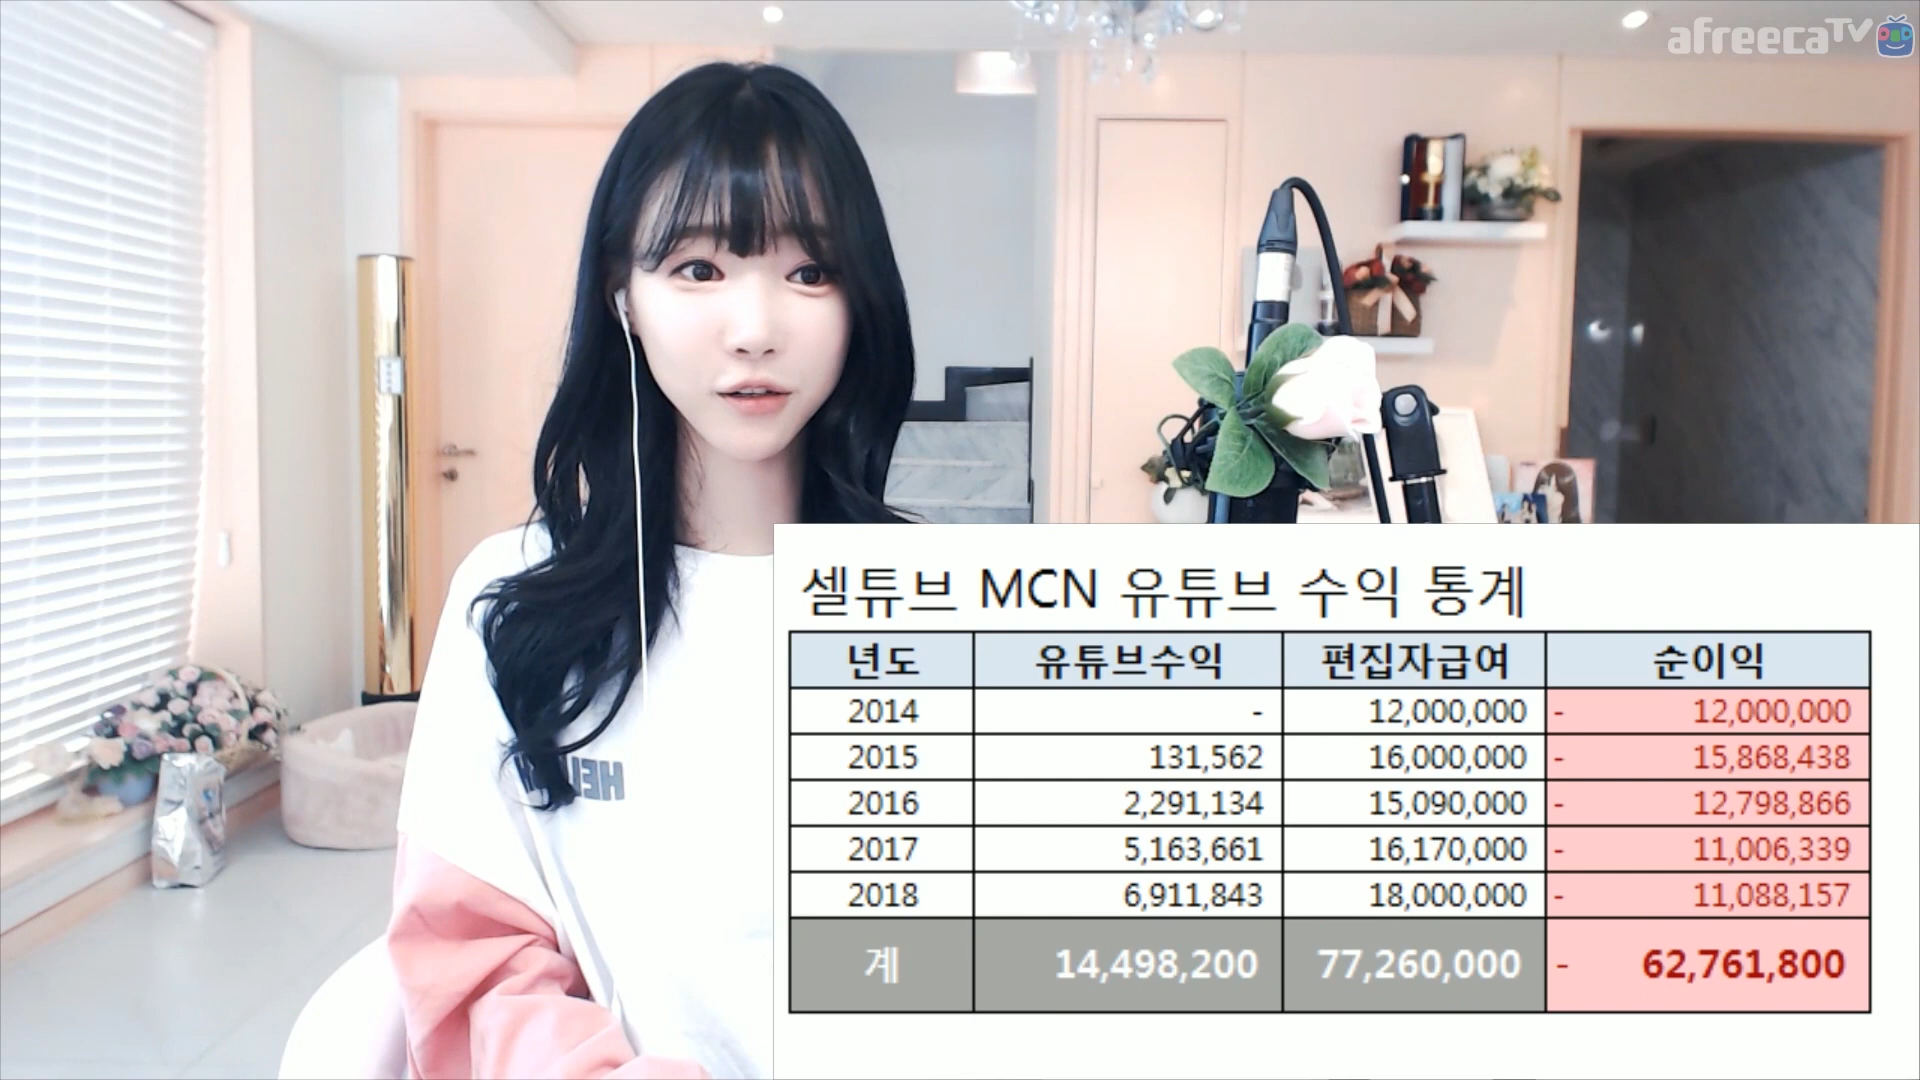 afreecaTV
셀튜브 MCN 유튜브 수익 통계
년도 유튜브수익 편집자급여 순이익
2014 - 12,000,000 - 12,000,000
2015 131,562 16,000,000 - 15,868,438
2016 2,291,134 15,090,000 - 12,798,866
2017 5,163,661 16,170,000 - 11,006,339
2018 6,911,843 18,000,000 - 11,088,157
계 14,498,200 77,260,000 - 62,761,800